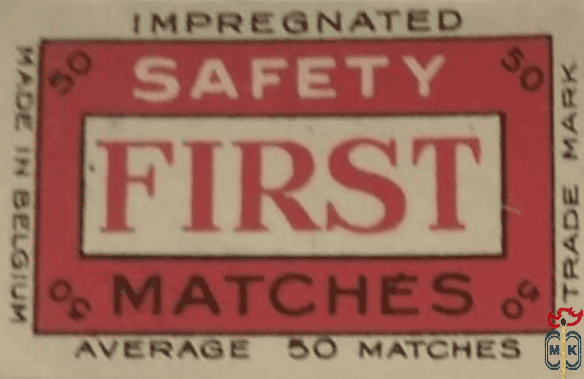 IMPREGNATED
50 SAFETY 50
FIRST
50 MATCHES 50
AVERAGE 50 MATCHES
MADE IN BELGIUM
TRADE MARK
MK